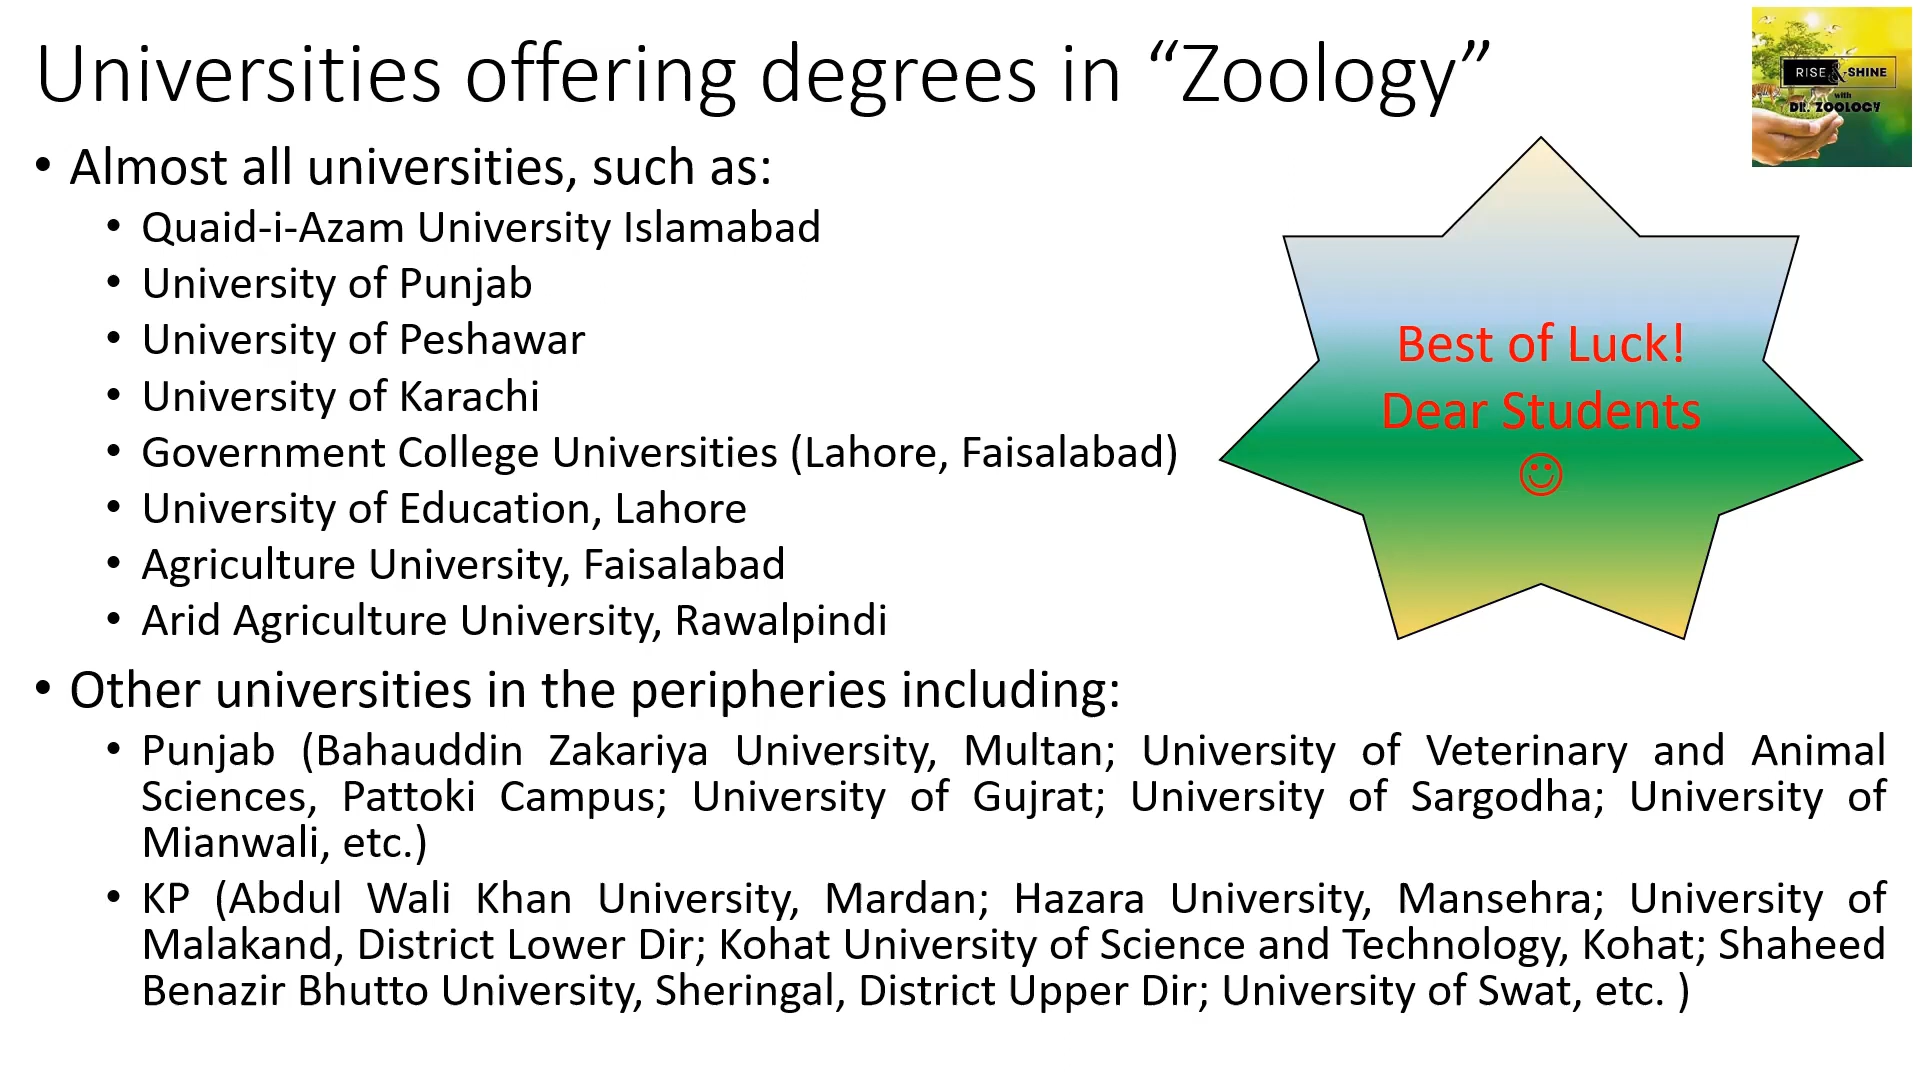 Universities offering degrees in “Zoology”
RISE & SHINE
with
DR. ZOOLOGY
• Almost all universities, such as:
• Quaid-i-Azam University Islamabad
• University of Punjab
• University of Peshawar
• University of Karachi
• Government College Universities (Lahore, Faisalabad)
• University of Education, Lahore
• Agriculture University, Faisalabad
• Arid Agriculture University, Rawalpindi
Best of Luck!
Dear Students
☺
• Other universities in the peripheries including:
• Punjab (Bahauddin Zakariya University, Multan; University of Veterinary and Animal
Sciences, Pattoki Campus; University of Gujrat; University of Sargodha; University of
Mianwali, etc.)
• KP (Abdul Wali Khan University, Mardan; Hazara University, Mansehra; University of
Malakand, District Lower Dir; Kohat University of Science and Technology, Kohat; Shaheed
Benazir Bhutto University, Sheringal, District Upper Dir; University of Swat, etc. )